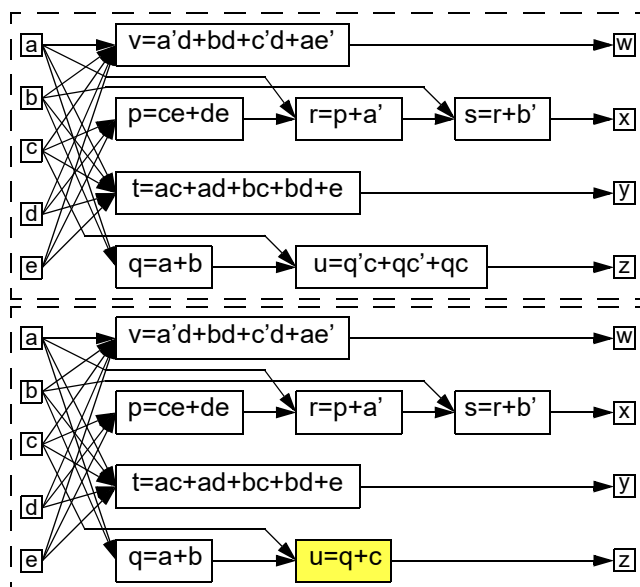 a
v=a’d+bd+c’d+ae’
w
b
p=ce+de
r=p+a’
s=r+b’
x
c
t=ac+ad+bc+bd+e
y
d
e
q=a+b
u=q’c+qc’+qc
z
a
v=a’d+bd+c’d+ae’
w
b
p=ce+de
r=p+a’
s=r+b’
x
c
t=ac+ad+bc+bd+e
y
d
e
q=a+b
u=q+c
z